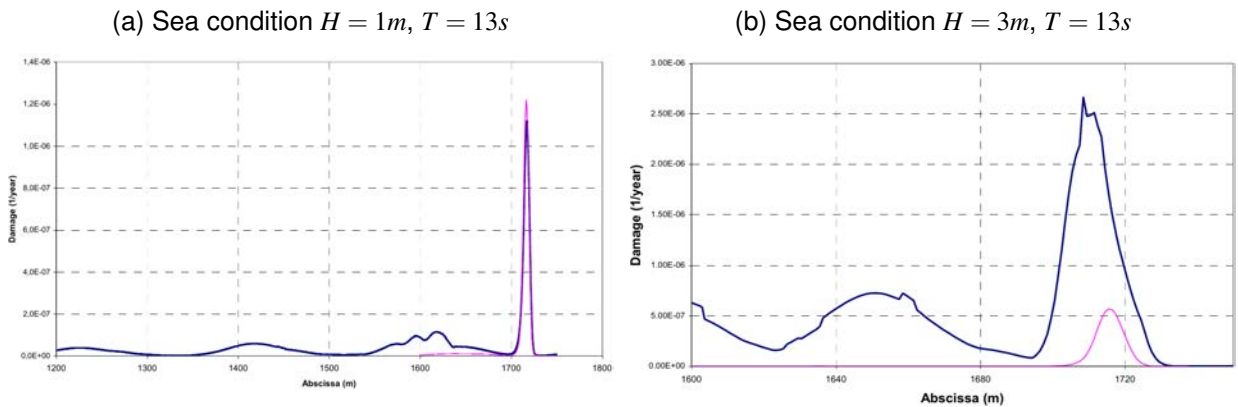 (a) Sea condition H = 1m, T = 13s
(b) Sea condition H = 3m, T = 13s
1,4E-06
1,2E-06
1,0E-06
8,0E-07
6,0E-07
4,0E-07
2,0E-07
0,0E+00
Damage (1/year)
1200 1300 1400 1500 1600 1700 1800
Abscissa (m)
3.00E-06
2.50E-06
2.00E-06
1.50E-06
1.00E-06
5.00E-07
0.00E+00
Damage (1/year)
1600 1640 1680 1720
Abscissa (m)